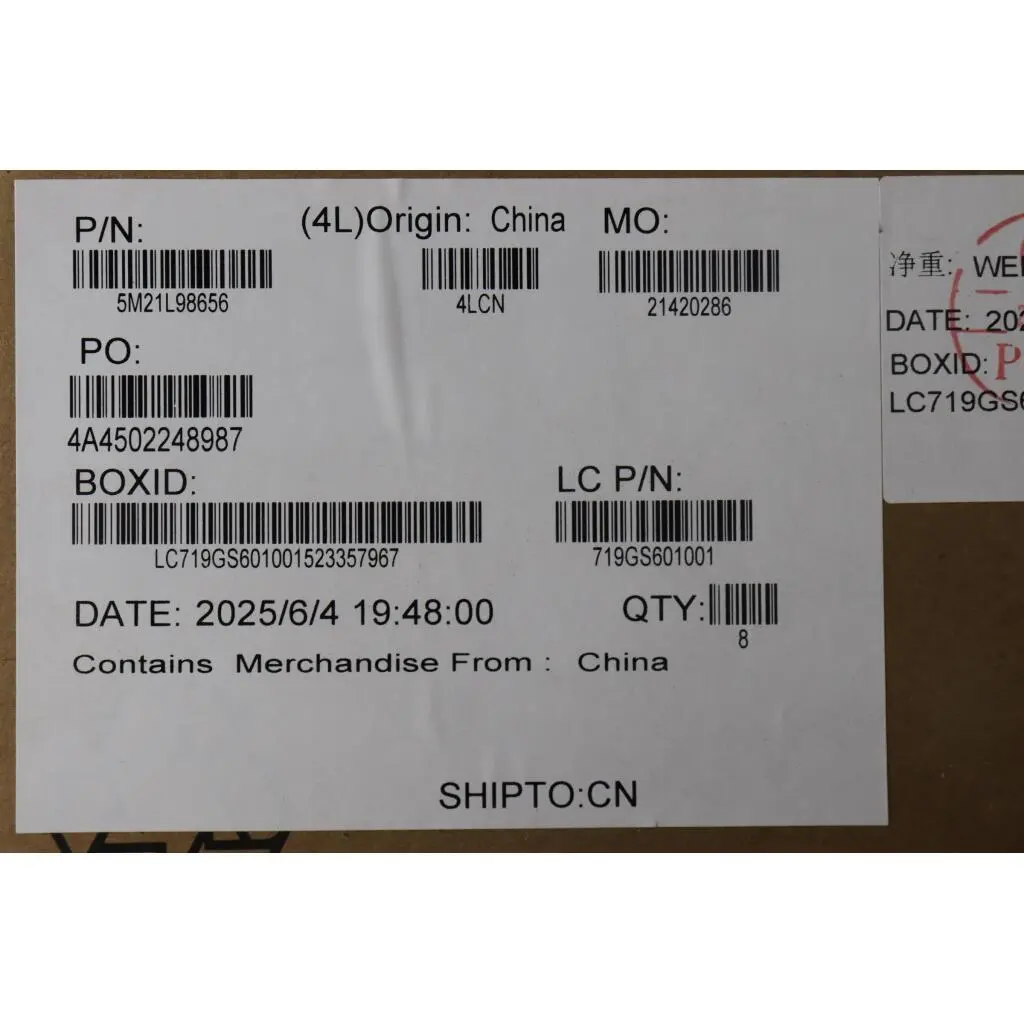 P/N:
(4L)Origin: China
MO:
5M21L98656
4LCN
21420286
PO:
4A4502248987
BOXID:
LC P/N:
LC719GS601001523357967
719GS601001
DATE: 2025/6/4 19:48:00
QTY:
8
Contains Merchandise From : China
SHIPTO:CN
净重:
DATE:
BOXID:
P